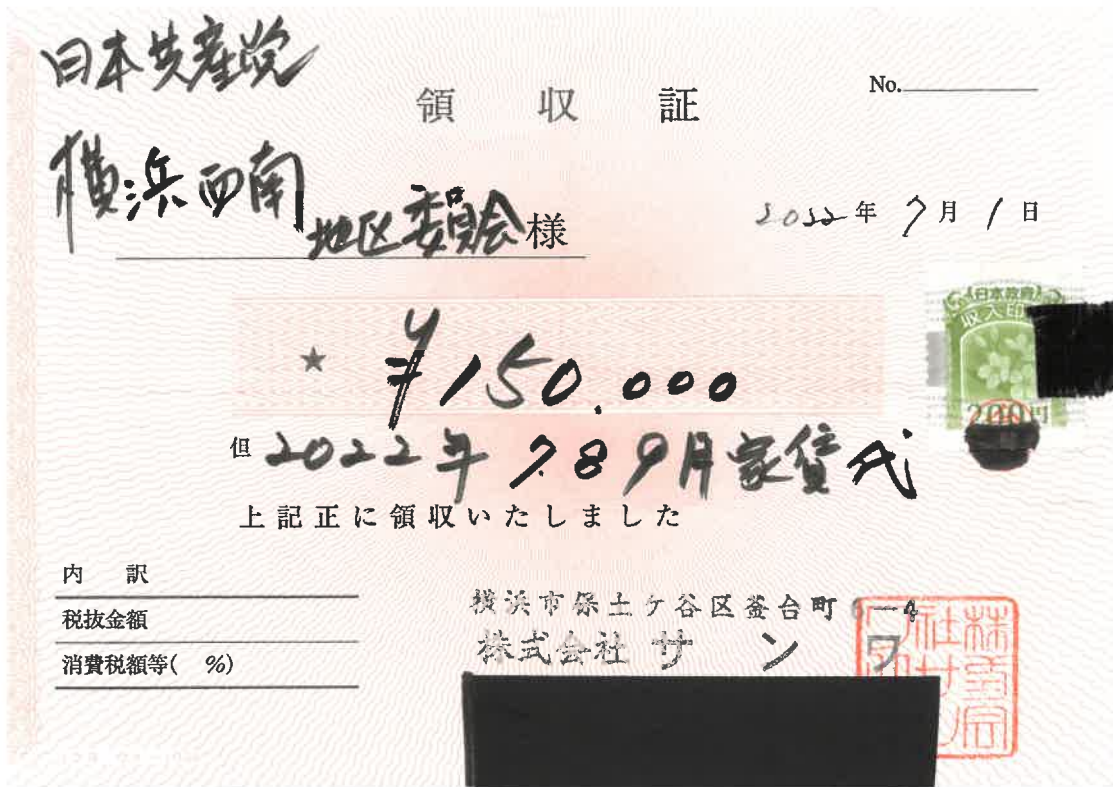 日本共産党
領収証
No.
横浜西南
地区委員会様
2022年7月1日
日本政府
収入印
200円
★ ¥150.000
但 2022年 7.8 9月家賃代
上記正に領収いたしました
内訳
税抜金額
消費税額等( %)
横浜市保土ケ谷区釜台町6-4
株式会社サンワ